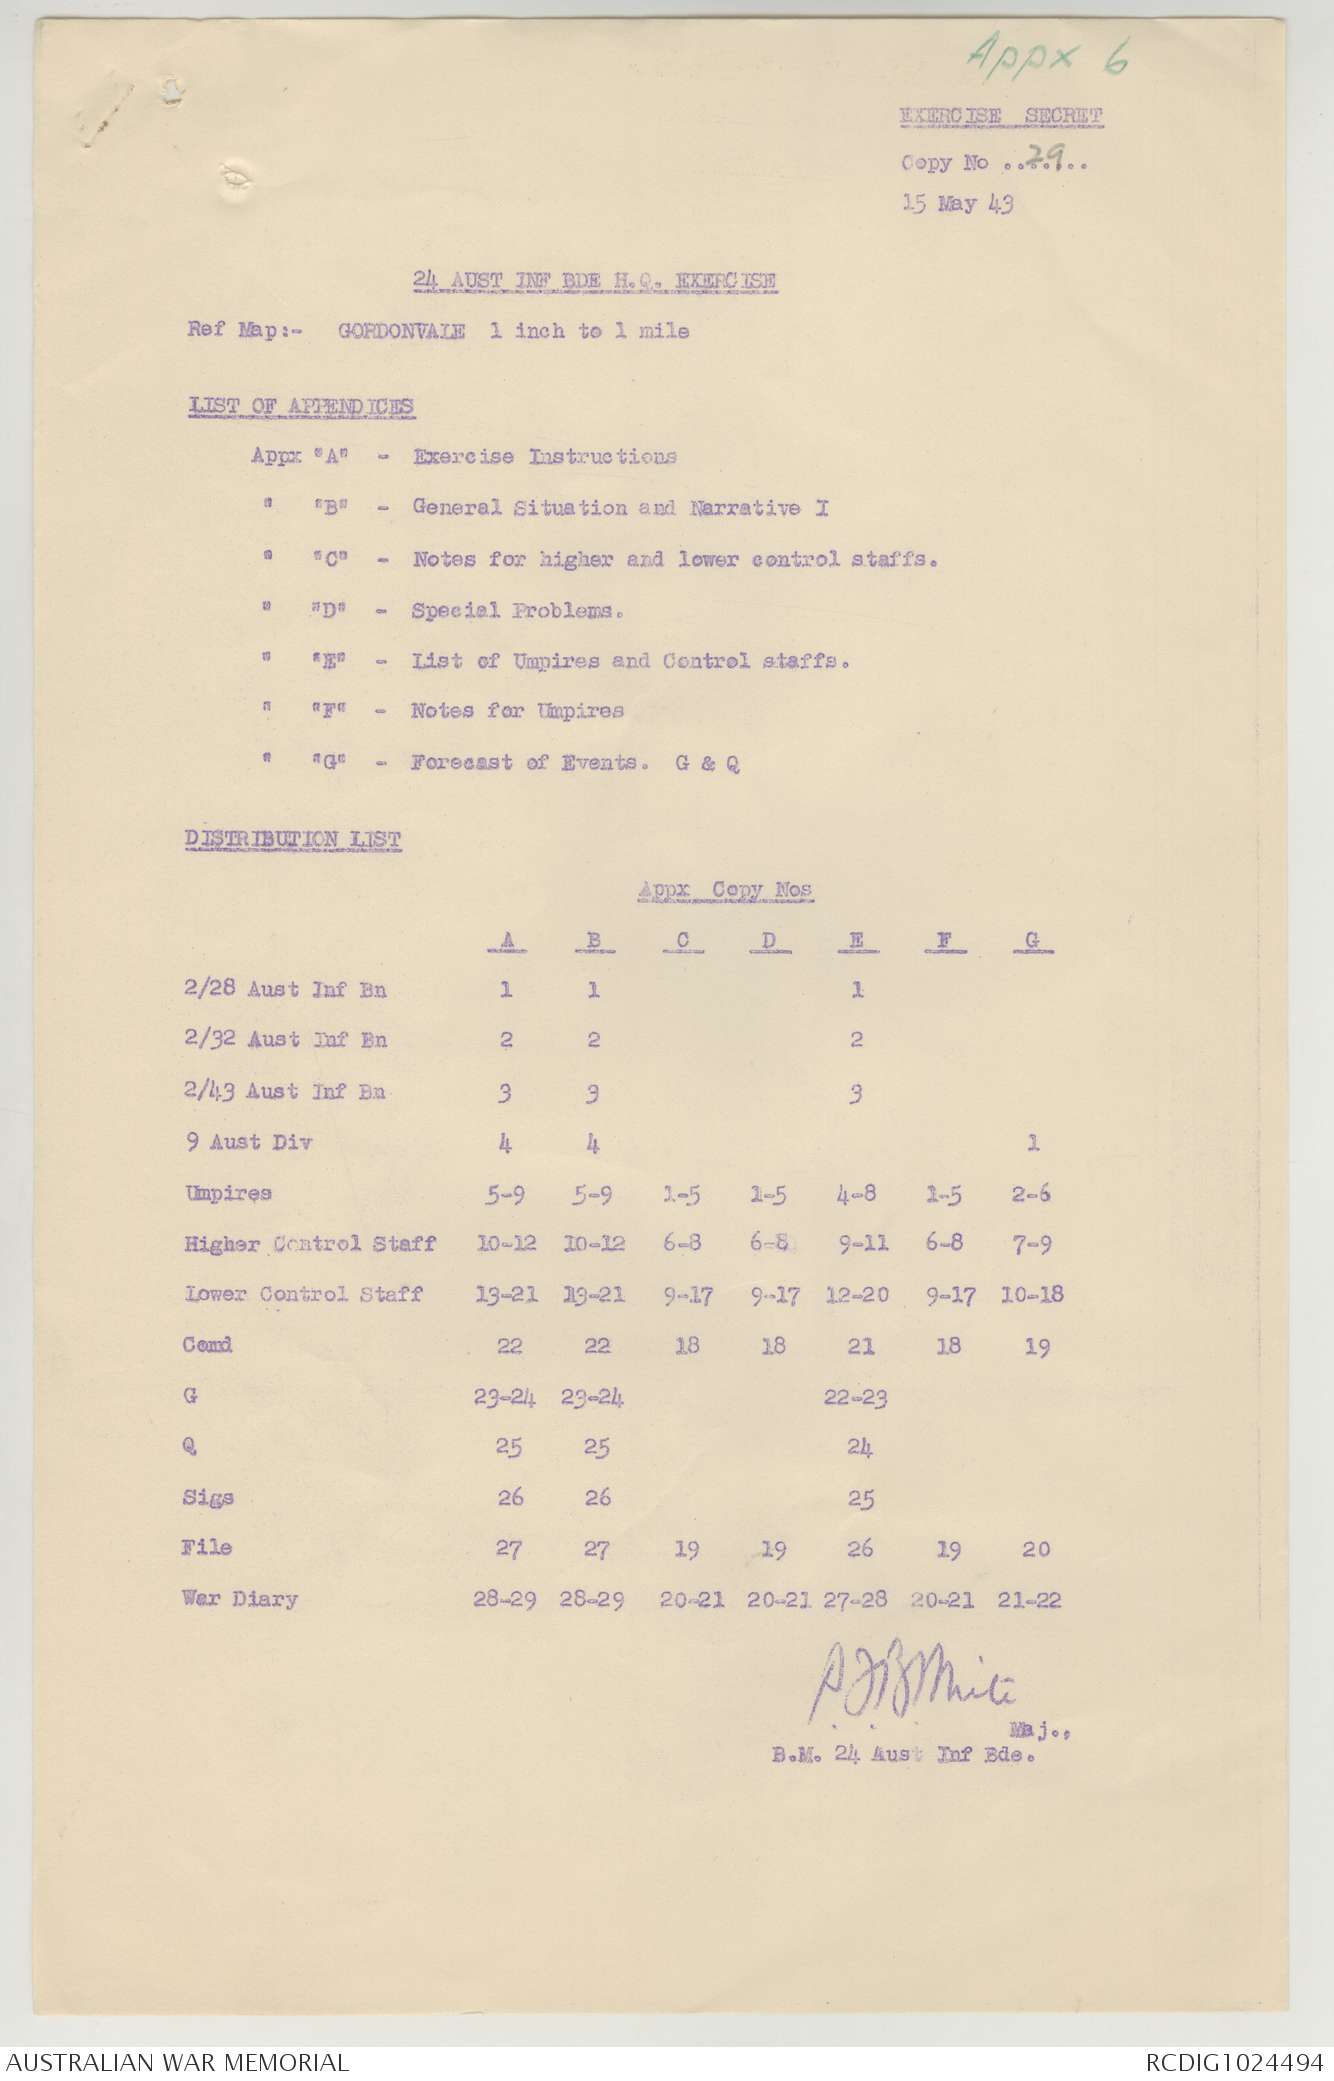 Appx 6
EXERCISE SECRET
Copy No ..29...
15 May 43
24 AUST INF BDE H.Q. EXERCISE
Ref Map:- GORDONVALE 1 inch to 1 mile
LIST OF APPENDICES
Appx "A" - Exercise Instructions
" "B" - General Situation and Narrative I
" "C" - Notes for higher and lower control staffs.
" "D" - Special Problems.
" "E" - List of Umpires and Control staffs.
" "F" - Notes for Umpires
" "G" - Forecast of Events. G & Q
DISTRIBUTION LIST
Appx Copy Nos
A B C D E F G
2/28 Aust Inf Bn 1 1 1
2/32 Aust Inf Bn 2 2 2
2/43 Aust Inf Bn 3 3 3
9 Aust Div 4 4 1
Umpires 5-9 5-9 1-5 1-5 4-8 1-5 2-6
Higher Control Staff 10-12 10-12 6-8 6-8 9-11 6-8 7-9
Lower Control Staff 13-21 13-21 9-17 9-17 12-20 9-17 10-18
Comd 22 22 18 18 21 18 19
G 23-24 23-24 22-23
Q 25 25 24
Sigs 26 26 25
File 27 27 19 19 26 19 20
War Diary 28-29 28-29 20-21 20-21 27-28 20-21 21-22
Maj.,
B.M. 24 Aust Inf Bde.
AUSTRALIAN WAR MEMORIAL RCDIG1024494